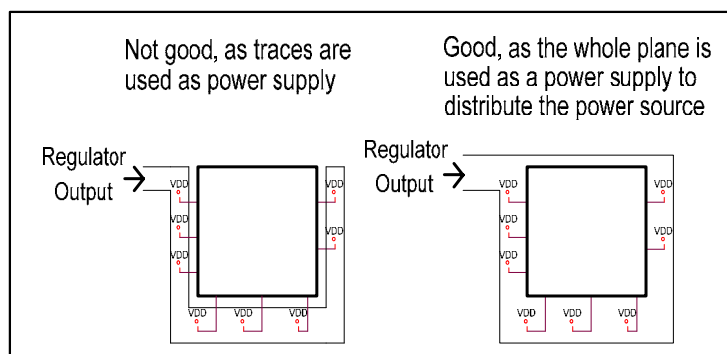 Not good, as traces are
used as power supply
Good, as the whole plane is
used as a power supply to
distribute the power source
Regulator
Output
VDD
VDD
VDD
VDD
VDD
VDD
VDD
VDD
Regulator
Output
VDD
VDD
VDD
VDD
VDD
VDD
VDD
VDD